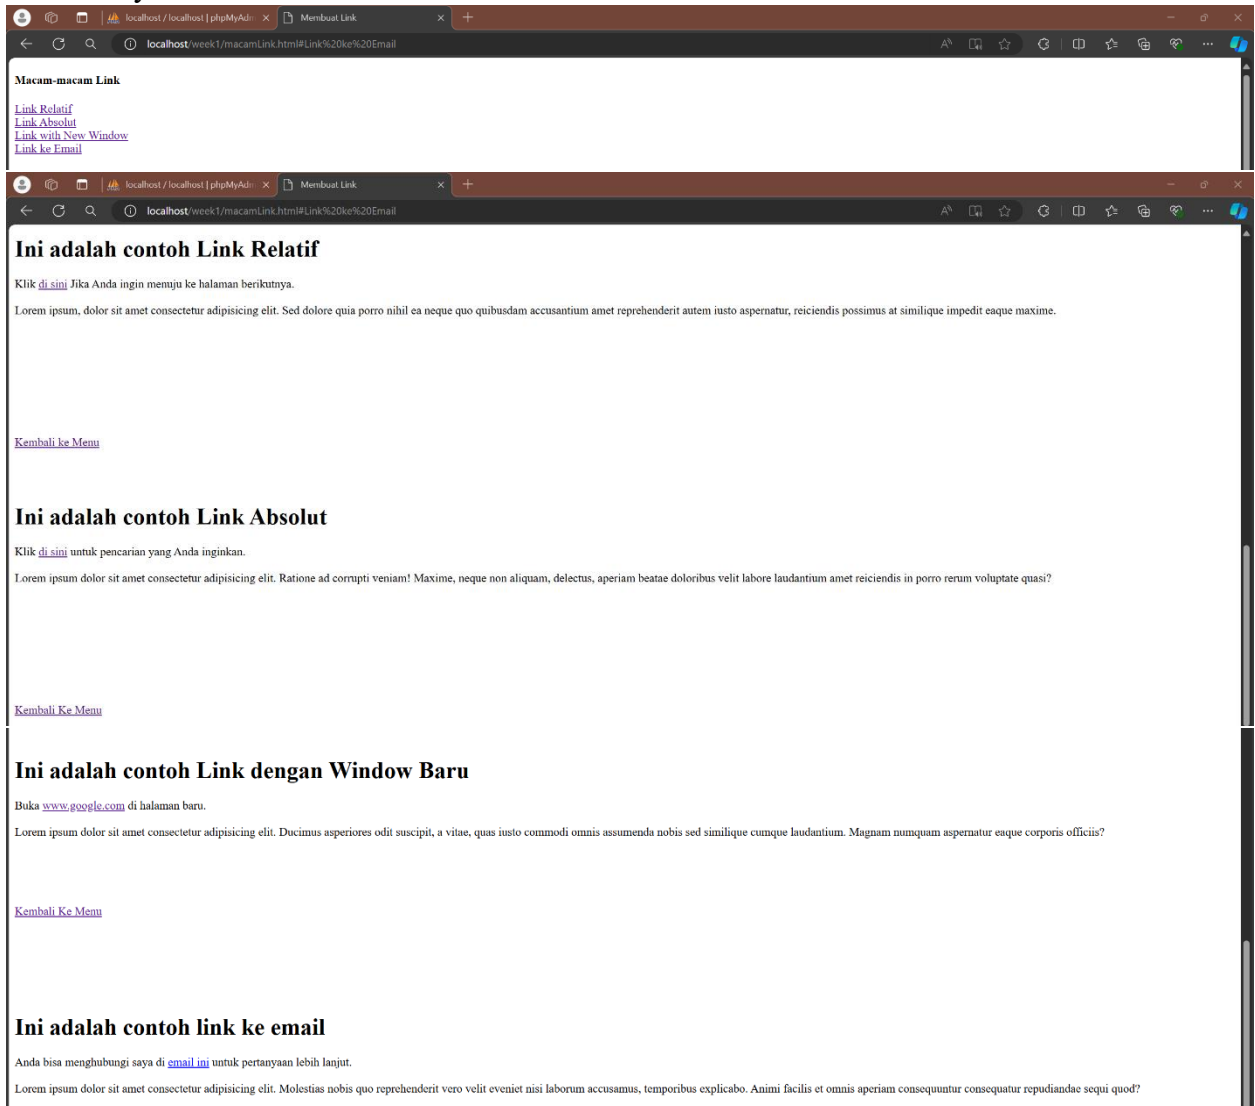 localhost / localhost | phpMyAdm
Membuat Link
localhost/week1/macamLink.html#Link%20ke%20Email
Macam-macam Link
Link Relatif
Link Absolut
Link with New Window
Link ke Email
localhost / localhost | phpMyAdm
Membuat Link
localhost/week1/macamLink.html#Link%20ke%20Email
Ini adalah contoh Link Relatif
Klik di sini Jika Anda ingin menuju ke halaman berikutnya.
Lorem ipsum, dolor sit amet consectetur adipisicing elit. Sed dolore quia porro nihil ea neque quo quibusdam accusantium amet reprehenderit autem iusto aspernatur, reiciendis possimus at similique impedit eaque maxime.
Kembali ke Menu
Ini adalah contoh Link Absolut
Klik di sini untuk pencarian yang Anda inginkan.
Lorem ipsum dolor sit amet consectetur adipisicing elit. Ratione ad corrupti veniam! Maxime, neque non aliquam, delectus, aperiam beatae doloribus velit labore laudantium amet reiciendis in porro rerum voluptate quasi?
Kembali Ke Menu
Ini adalah contoh Link dengan Window Baru
Buka www.google.com di halaman baru.
Lorem ipsum dolor sit amet consectetur adipisicing elit. Ducimus asperiores odit suscipit, a vitae, quas iusto commodi omnis assumenda nobis sed similique cumque laudantium. Magnam numquam aspernatur eaque corporis officiis?
Kembali Ke Menu
Ini adalah contoh link ke email
Anda bisa menghubungi saya di email ini untuk pertanyaan lebih lanjut.
Lorem ipsum dolor sit amet consectetur adipisicing elit. Molestias nobis quo reprehenderit vero velit eveniet nisi laborum accusamus, temporibus explicabo. Animi facilis et omnis aperiam consequuntur consequatur repudiandae sequi quod?